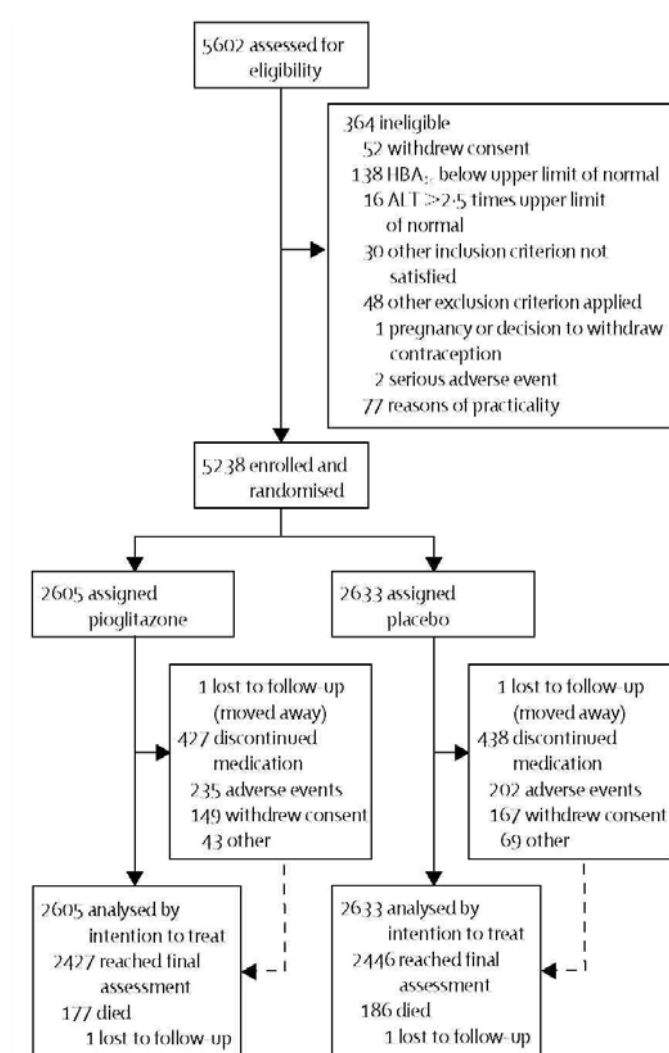 5602 assessed for
eligibility
364 ineligible
52 withdrew consent
138 HBA1c below upper limit of normal
16 ALT >2·5 times upper limit
of normal
30 other inclusion criterion not
satisfied
48 other exclusion criterion applied
1 pregnancy or decision to withdraw
contraception
2 serious adverse event
77 reasons of practicality
5238 enrolled and
randomised
2605 assigned
pioglitazone
2633 assigned
placebo
1 lost to follow-up
(moved away)
427 discontinued
medication
235 adverse events
149 withdrew consent
43 other
1 lost to follow-up
(moved away)
438 discontinued
medication
202 adverse events
167 withdrew consent
69 other
2605 analysed by
intention to treat
2427 reached final
assessment
177 died
1 lost to follow-up
2633 analysed by
intention to treat
2446 reached final
assessment
186 died
1 lost to follow-up